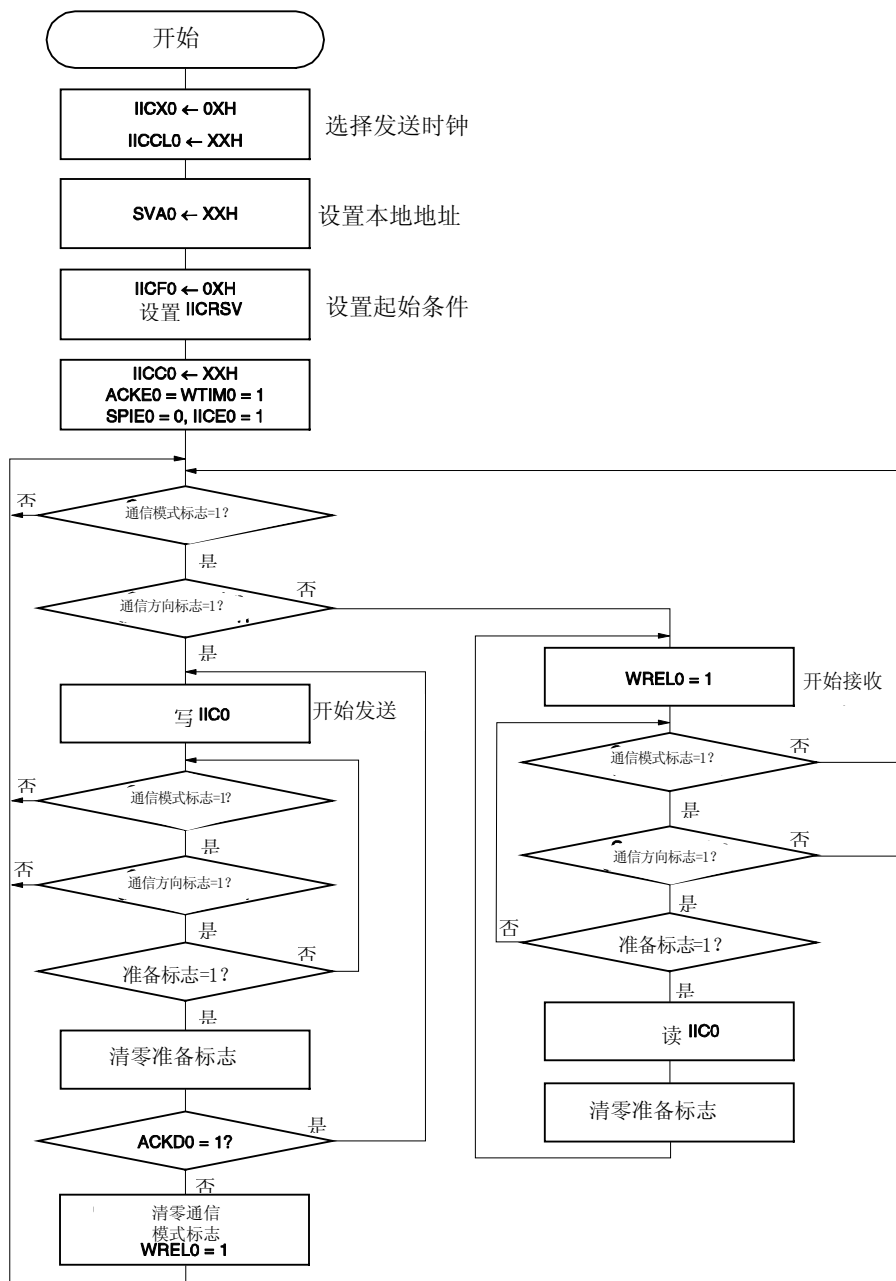 开始
IICX0 ← 0XH
IICCL0 ← XXH
选择发送时钟
SVA0 ← XXH
设置本地地址
IICF0 ← 0XH
设置 IICRSV
设置起始条件
IICC0 ← XXH
ACKE0 = WTIM0 = 1
SPIE0 = 0, IICE0 = 1
否
通信模式标志=1?
是
通信方向标志=1?
否
是
写 IIC0
开始发送
否
通信模式标志=1?
是
否
通信方向标志=1?
是
准备标志=1?
否
是
清零准备标志
ACKD0 = 1?
是
否
清零通信
模式标志
WREL0 = 1
WREL0 = 1
开始接收
通信模式标志=1?
否
是
通信方向标志=1?
否
是
否
准备标志=1?
是
读 IIC0
清零准备标志